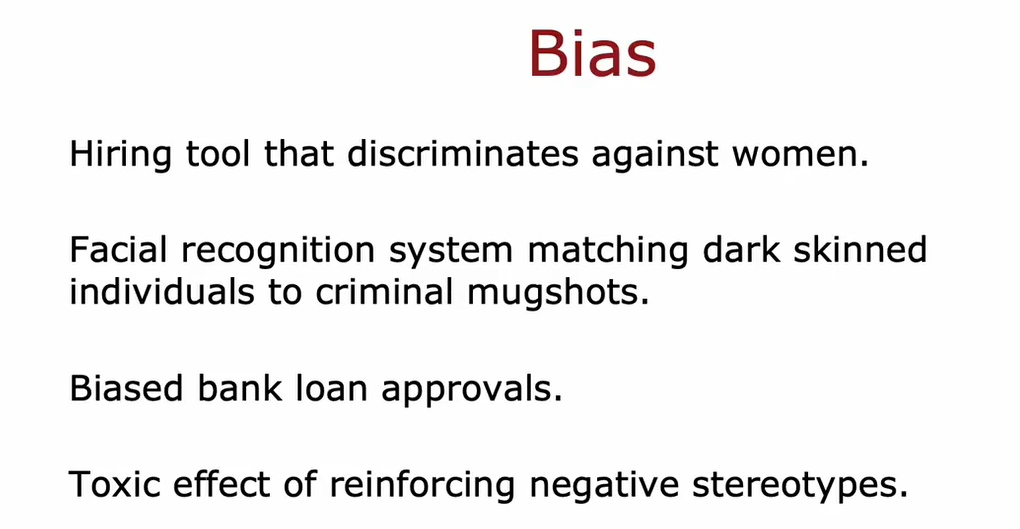 Bias
Hiring tool that discriminates against women.
Facial recognition system matching dark skinned
individuals to criminal mugshots.
Biased bank loan approvals.
Toxic effect of reinforcing negative stereotypes.